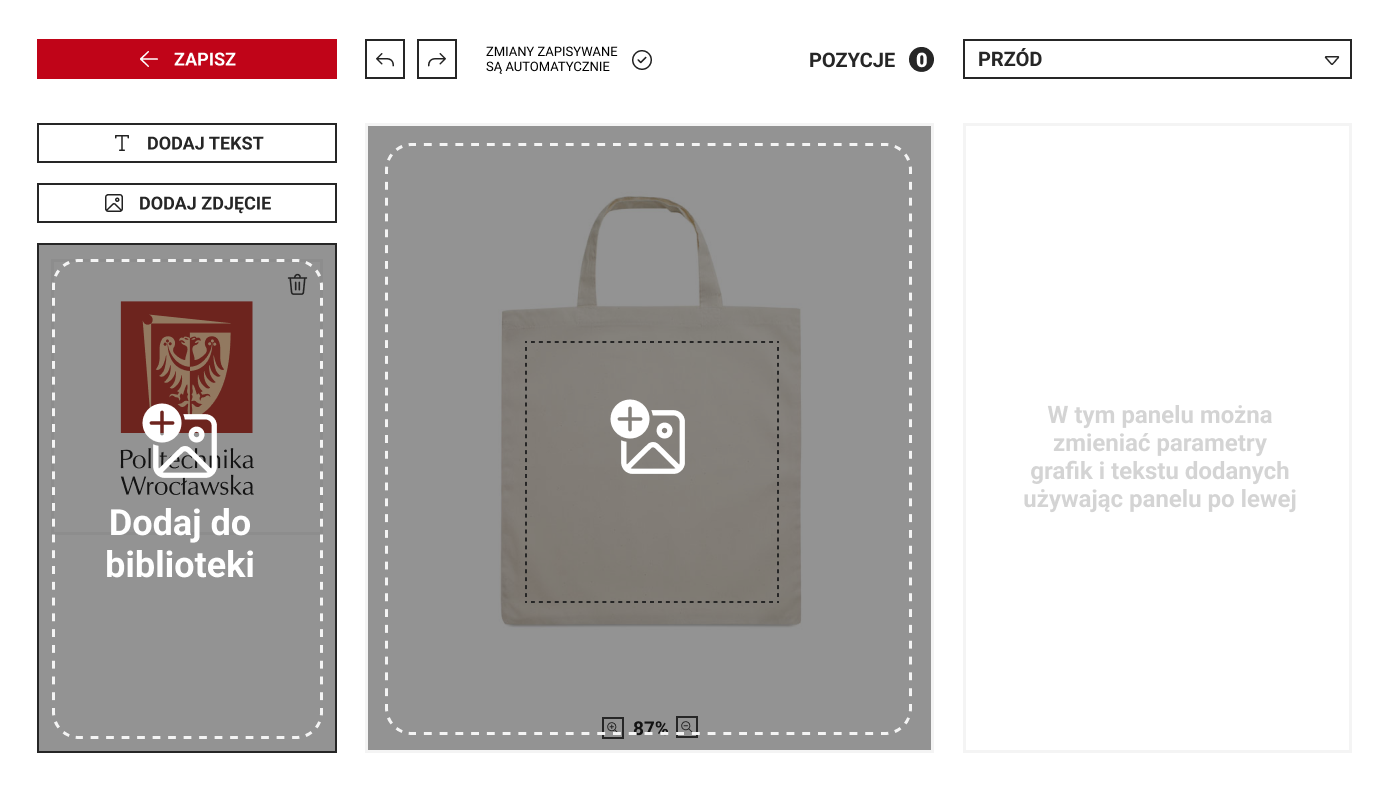 ZAPISZ
ZMIANY ZAPISYWANE
SĄ AUTOMATYCZNIE
POZYCJE 0
PRZÓD
DODAJ TEKST
DODAJ ZDJĘCIE
Politechnika
Wrocławska
Dodaj do
biblioteki
87%
W tym panelu można
zmieniać parametry
grafik i tekstu dodanych
używając panelu po lewej